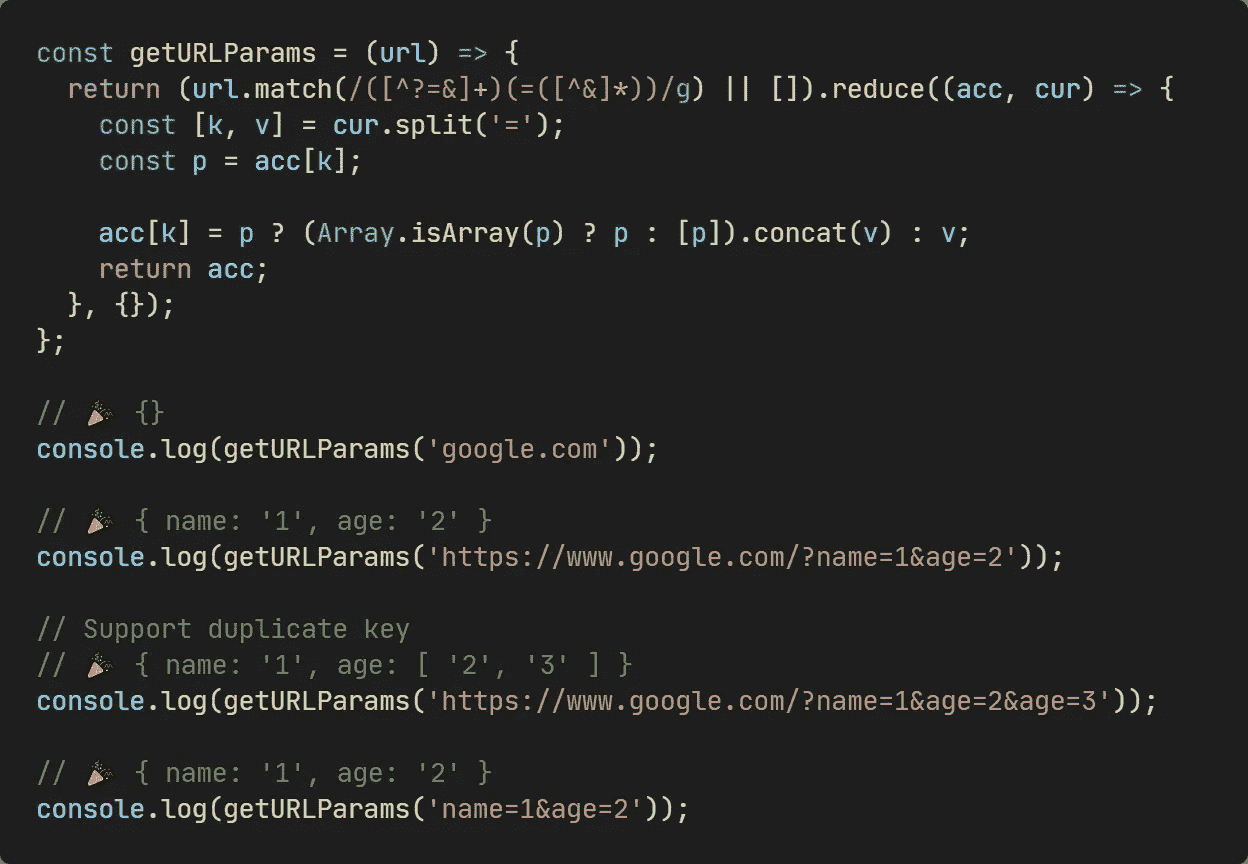 const getURLParams = (url) => {
  return (url.match(/([^?=&]+)(=([^&]*))/g) || []).reduce((acc, cur) => {
    const [k, v] = cur.split('=');
    const p = acc[k];

    acc[k] = p ? (Array.isArray(p) ? p : [p]).concat(v) : v;
    return acc;
  }, {});
};

// 🎉 {}
console.log(getURLParams('google.com'));

// 🎉 { name: '1', age: '2' }
console.log(getURLParams('https://www.google.com/?name=1&age=2'));

// Support duplicate key
// 🎉 { name: '1', age: [ '2', '3' ] }
console.log(getURLParams('https://www.google.com/?name=1&age=2&age=3'));

// 🎉 { name: '1', age: '2' }
console.log(getURLParams('name=1&age=2'));